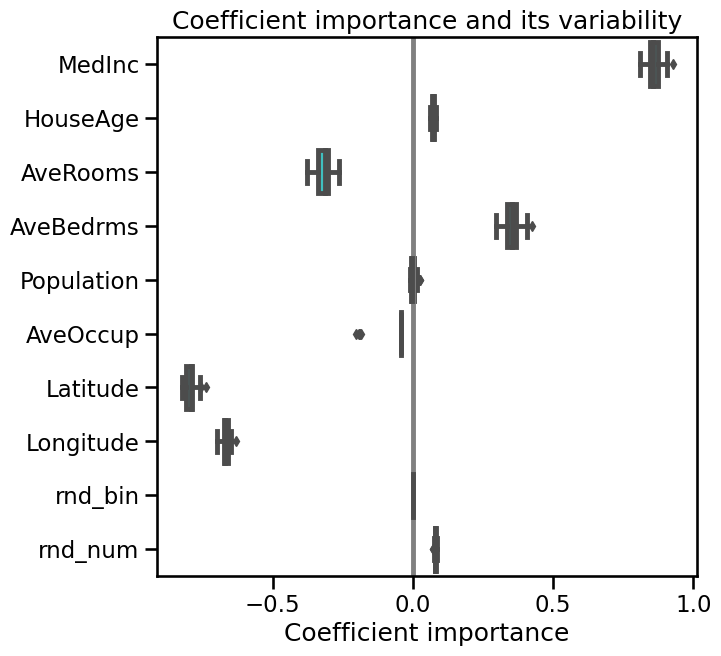 Coefficient importance and its variability
MedInc
HouseAge
AveRooms
AveBedrms
Population
AveOccup
Latitude
Longitude
rnd_bin
rnd_num
−0.5 0.0 0.5 1.0
Coefficient importance